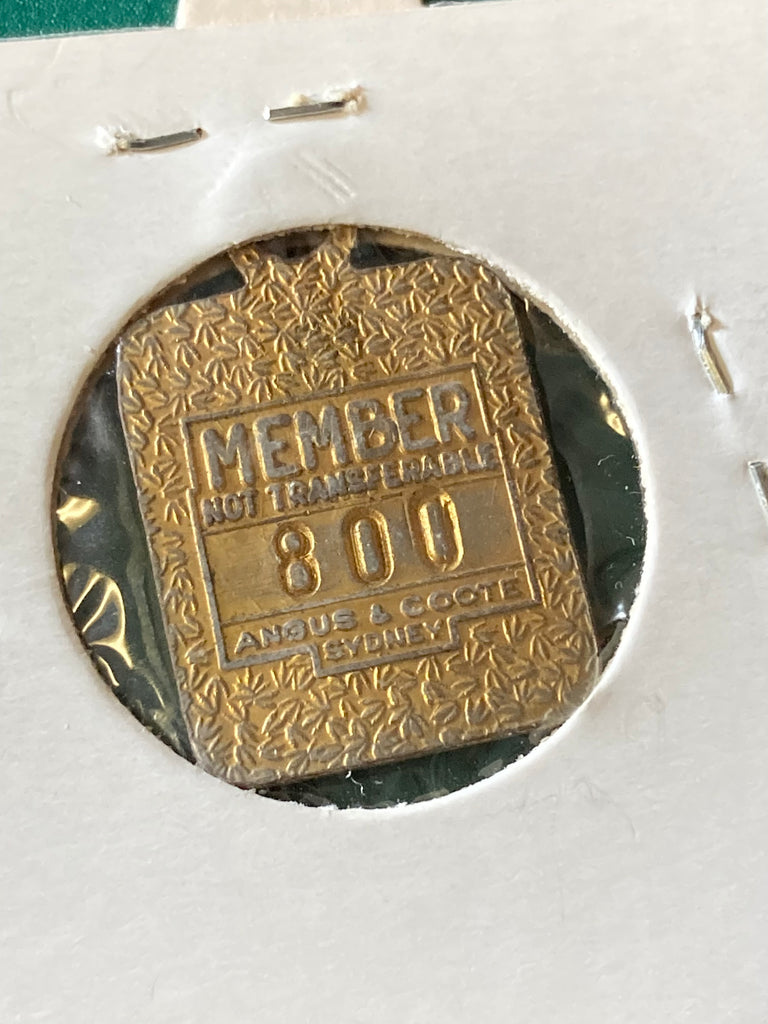 MEMBER
NOT TRANSFERABLE
800
ANGUS & COOTE
SYDNEY